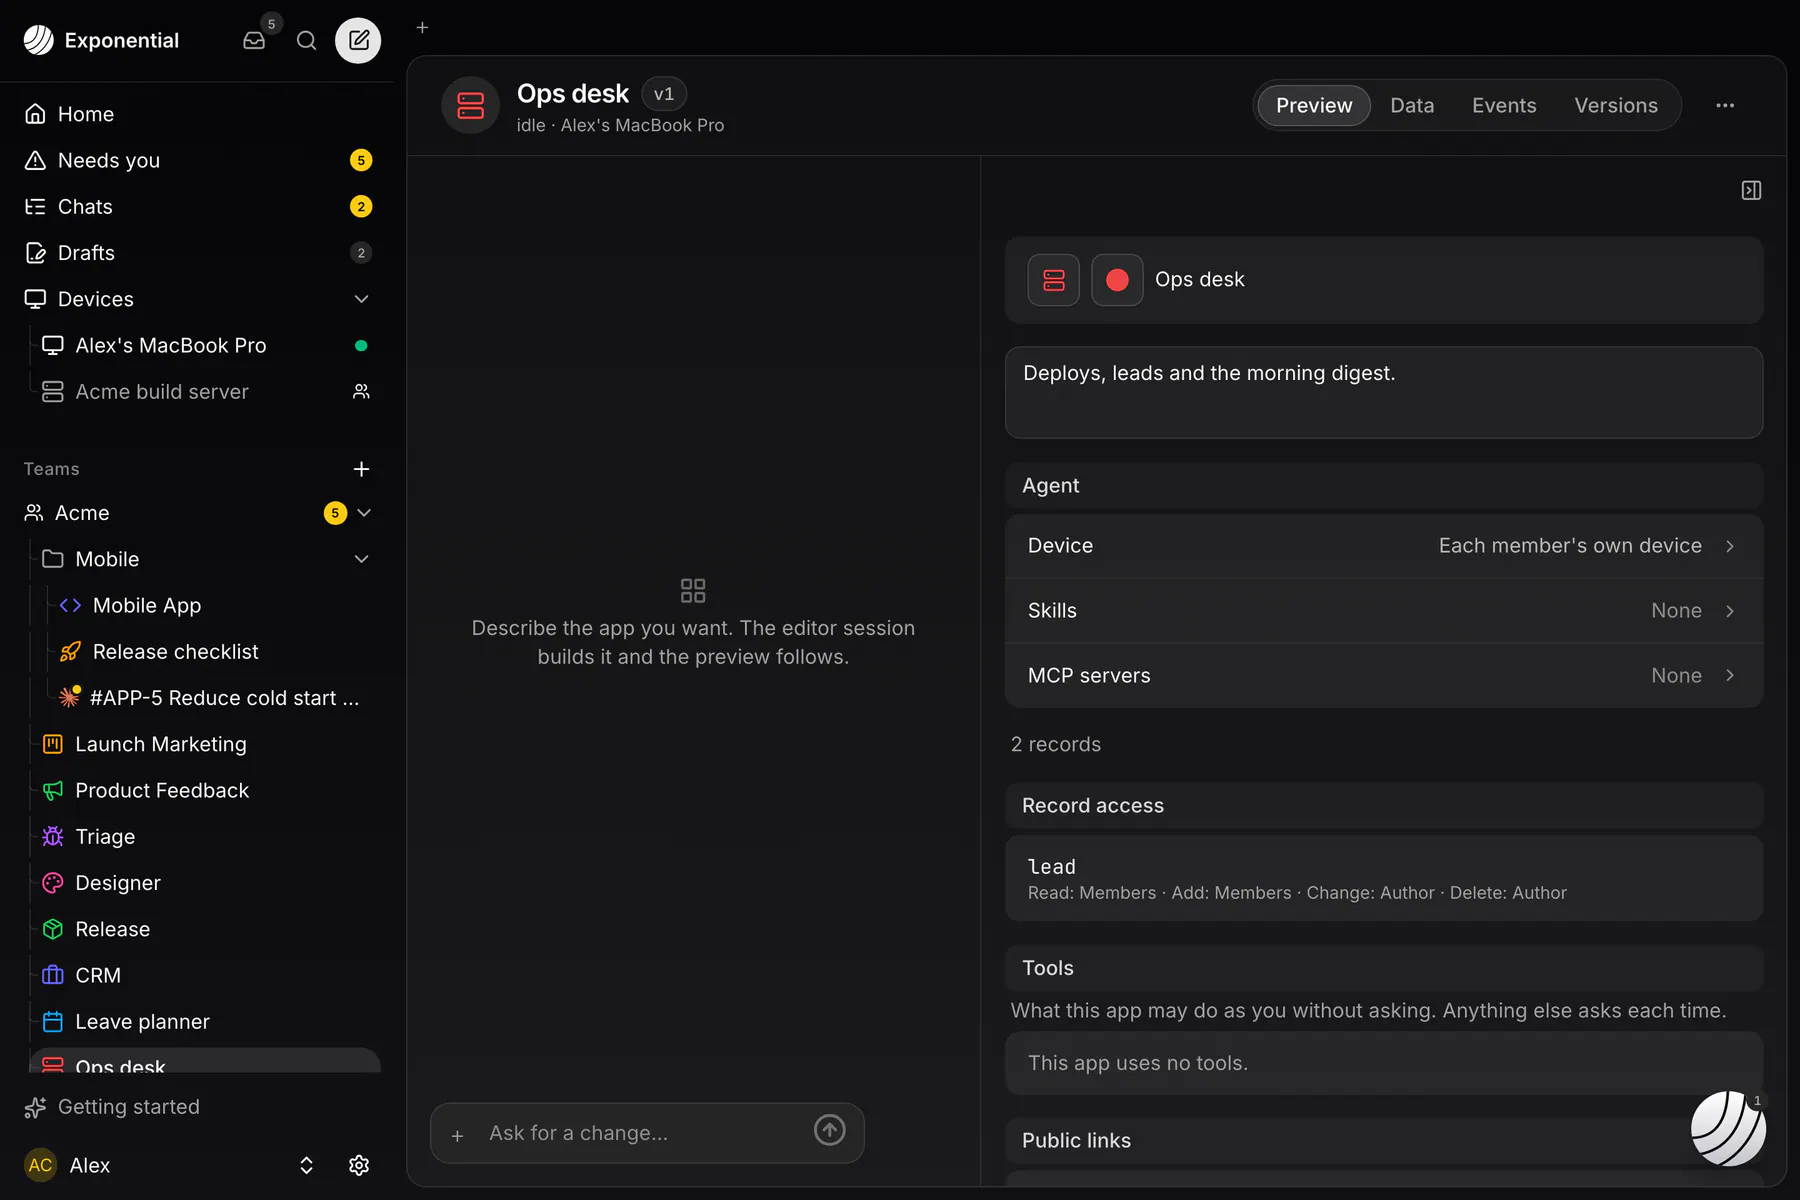 Exponential
5
Home
Needs you
5
Chats
2
Drafts
2
Devices
Alex's MacBook Pro
Acme build server
Teams
Acme
5
Mobile
Mobile App
Release checklist
#APP-5 Reduce cold start ...
Launch Marketing
Product Feedback
Triage
Designer
Release
CRM
Leave planner
Ops desk
Getting started
AC
Alex
Ops desk
v1
idle · Alex's MacBook Pro
Preview
Data
Events
Versions
Describe the app you want. The editor session
builds it and the preview follows.
Ask for a change...
Ops desk
Deploys, leads and the morning digest.
Agent
Device
Each member's own device
Skills
None
MCP servers
None
2 records
Record access
lead
Read: Members · Add: Members · Change: Author · Delete: Author
Tools
What this app may do as you without asking. Anything else asks each time.
This app uses no tools.
Public links
1